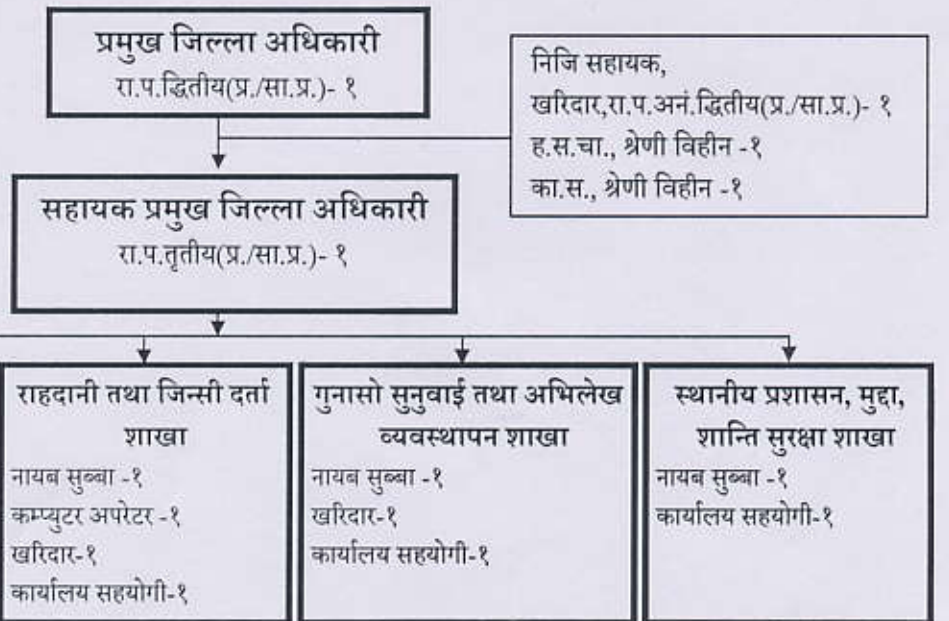 प्रमुख जिल्ला अधिकारी
रा.प.द्धितीय(प्र./सा.प्र.)- १
निजि सहायक,
खरिदार,रा.प.अनं.द्धितीय(प्र./सा.प्र.)- १
ह.स.चा., श्रेणी विहीन -१
का.स., श्रेणी विहीन -१
सहायक प्रमुख जिल्ला अधिकारी
रा.प.तृतीय(प्र./सा.प्र.)- १
राहदानी तथा जिन्सी दर्ता
शाखा
नायब सुब्बा -१
कम्प्युटर अपरेटर -१
खरिदार-१
कार्यालय सहयोगी-१
गुनासो सुनुवाई तथा अभिलेख
व्यवस्थापन शाखा
नायब सुब्बा -१
खरिदार-१
कार्यालय सहयोगी-१
स्थानीय प्रशासन, मुद्दा,
शान्ति सुरक्षा शाखा
नायब सुब्बा -१
कार्यालय सहयोगी-१